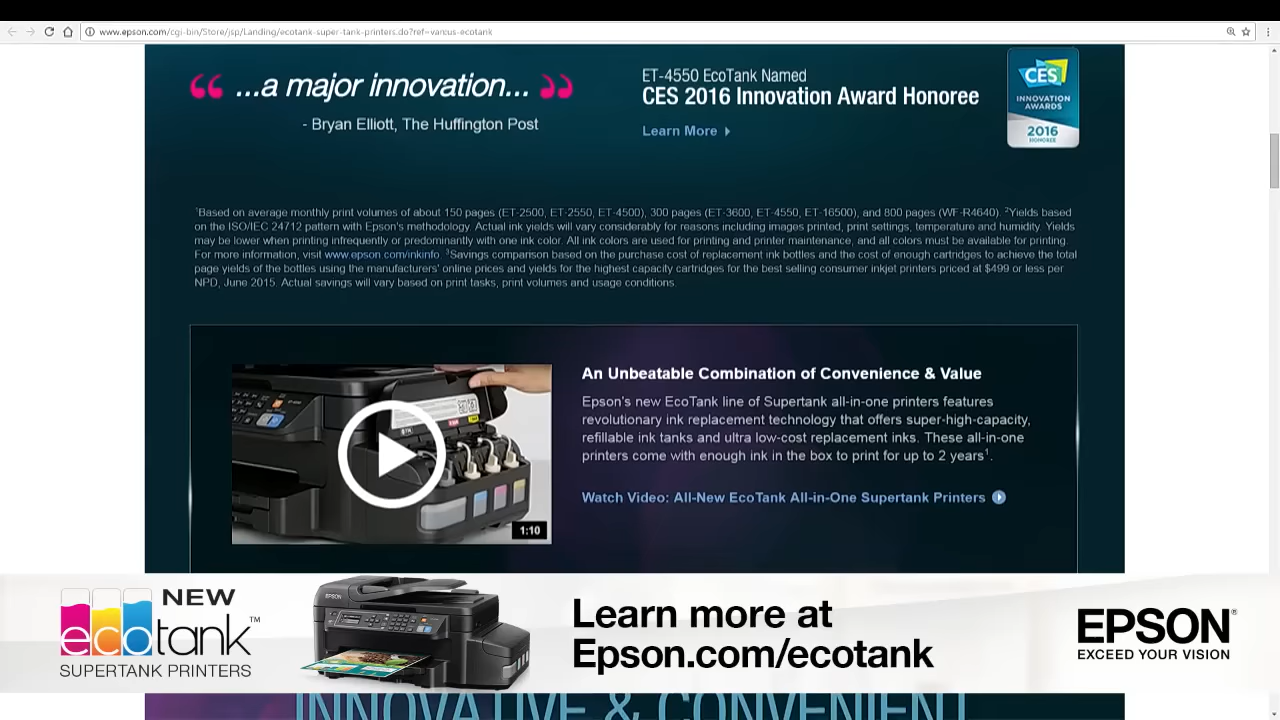 www.epson.com/cgi-bin/Store/jsp/Landing/ecotank-super-tank-printers.do?ref=van­cus-ecotank
“ ...a major innovation... ”
- Bryan Elliott, The Huffington Post
ET-4550 EcoTank Named
CES 2016 Innovation Award Honoree
Learn More
CES
INNOVATION
AWARDS
2016
HONOREE
¹Based on average monthly print volumes of about 150 pages (ET-2500, ET-2550, ET-4500), 300 pages (ET-3600, ET-4550, ET-16500), and 800 pages (WF-R4640). ²Yields based
on the ISO/IEC 24712 pattern with Epson's methodology. Actual ink yields will vary considerably for reasons including images printed, print settings, temperature and humidity. Yields
may be lower when printing infrequently or predominantly with one ink color. All ink colors are used for printing and printer maintenance, and all colors must be available for printing.
For more information, visit www.epson.com/inkinfo. ³Savings comparison based on the purchase cost of replacement ink bottles and the cost of enough cartridges to achieve the total
page yields of the bottles using the manufacturers' online prices and yields for the highest capacity cartridges for the best selling consumer inkjet printers priced at $499 or less per
NPD, June 2015. Actual savings will vary based on print tasks, print volumes and usage conditions.
1:10
An Unbeatable Combination of Convenience & Value
Epson's new EcoTank line of Supertank all-in-one printers features
revolutionary ink replacement technology that offers super-high-capacity,
refillable ink tanks and ultra low-cost replacement inks. These all-in-one
printers come with enough ink in the box to print for up to 2 years¹.
Watch Video: All-New EcoTank All-in-One Supertank Printers
NEW
ecotank™
SUPERTANK PRINTERS
EPSON
Learn more at
Epson.com/ecotank
EPSON®
EXCEED YOUR VISION
INNOVATIVE & CONVENIENT